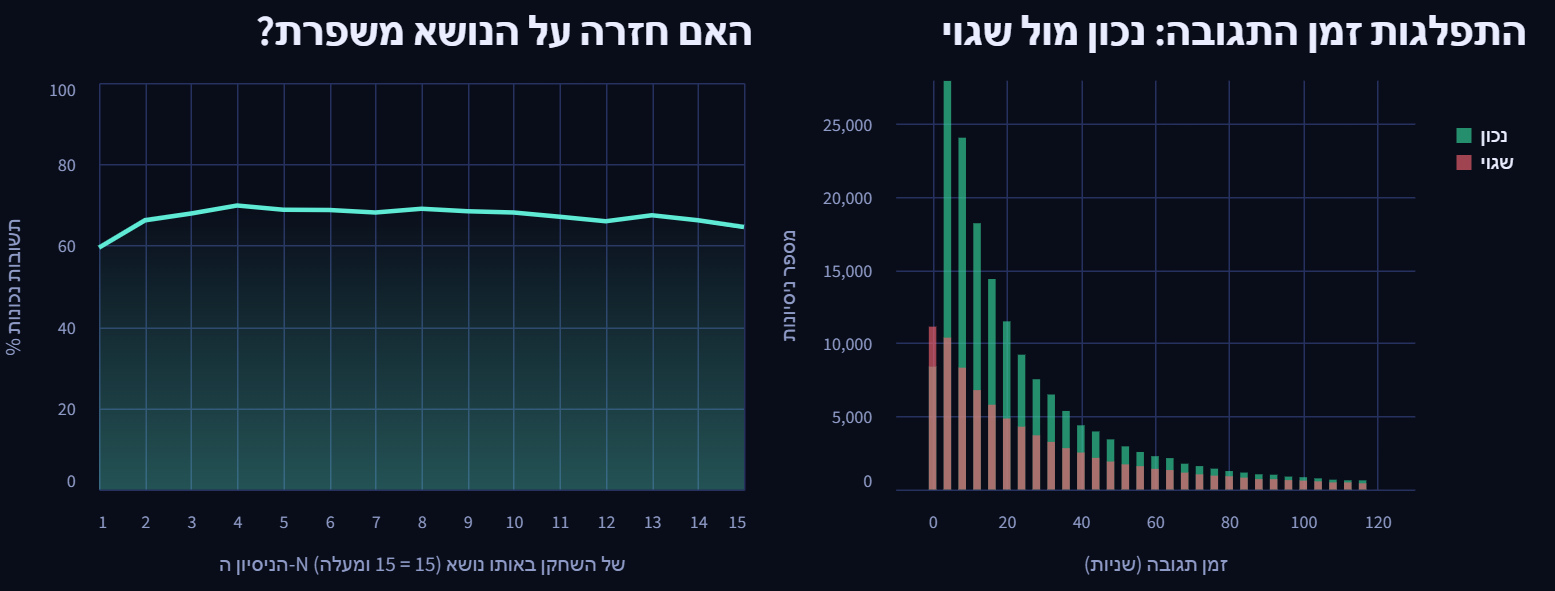 התפלגות זמן התגובה: נכון מול שגוי
נכון
שגוי
מספר ניסיונות
25,000
20,000
15,000
10,000
5,000
0
0 20 40 60 80 100 120
זמן תגובה (שניות)
האם חזרה על הנושא משפרת?
תשובות נכונות %
100
80
60
40
20
0
1 2 3 4 5 6 7 8 9 10 11 12 13 14 15
של השחקן באותו נושא (15 = 15 ומעלה) N-הניסיון ה